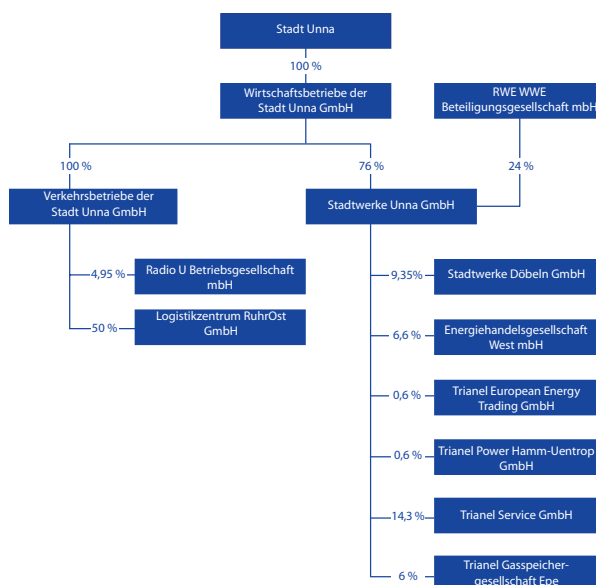 Stadt Unna
100 %
Wirtschaftsbetriebe der
Stadt Unna GmbH
RWE WWE
Beteiligungsgesellschaft mbH
100 %
76 %
24 %
Verkehrsbetriebe der
Stadt Unna GmbH
Stadtwerke Unna GmbH
4,95 %
Radio U Betriebsgesellschaft
mbH
9,35%
Stadtwerke Döbeln GmbH
50 %
Logistikzentrum RuhrOst
GmbH
6,6 %
Energiehandelsgesellschaft
West mbH
0,6 %
Trianel European Energy
Trading GmbH
0,6 %
Trianel Power Hamm-Uentrop
GmbH
14,3 %
Trianel Service GmbH
6 %
Trianel Gasspeicher-
gesellschaft Epe